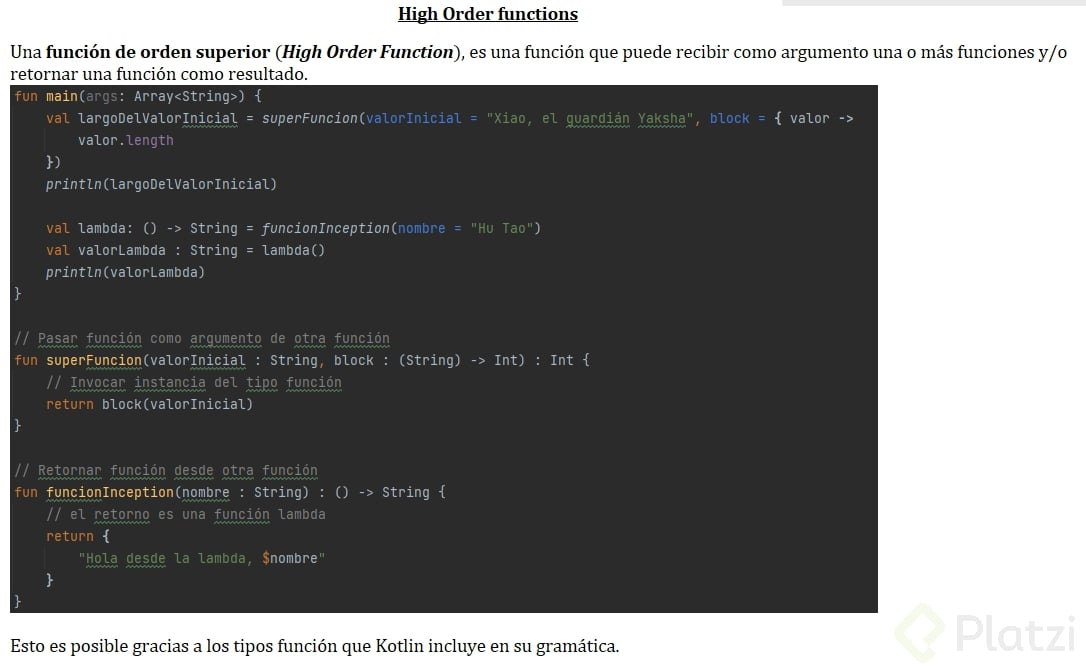 High Order functions
Una función de orden superior (High Order Function), es una función que puede recibir como argumento una o más funciones y/o
retornar una función como resultado.
fun main(args: Array<String>) {
    val largoDelValorInicial = superFuncion(valorInicial = "Xiao, el guardián Yaksha", block = { valor ->
        valor.length
    })
    println(largoDelValorInicial)

    val lambda: () -> String = funcionInception(nombre = "Hu Tao")
    val valorLambda : String = lambda()
    println(valorLambda)
}

// Pasar función como argumento de otra función
fun superFuncion(valorInicial : String, block : (String) -> Int) : Int {
    // Invocar instancia del tipo función
    return block(valorInicial)
}

// Retornar función desde otra función
fun funcionInception(nombre : String) : () -> String {
    // el retorno es una función lambda
    return {
        "Hola desde la lambda, $nombre"
    }
}
Esto es posible gracias a los tipos función que Kotlin incluye en su gramática.
Platzi